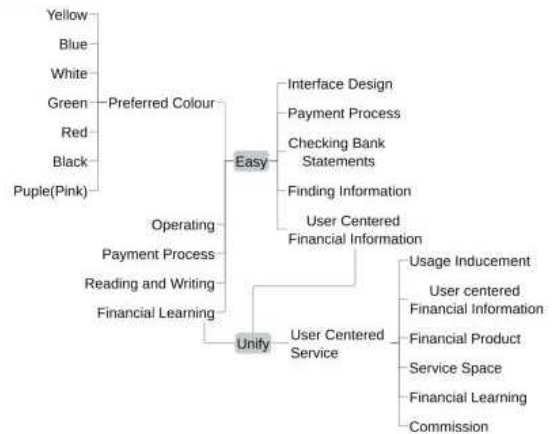 Yellow
Blue
White
Green
Red
Black
Puple(Pink)
Preferred Colour
Operating
Payment Process
Reading and Writing
Financial Learning
Easy
Interface Design
Payment Process
Checking Bank
Statements
Finding Information
User Centered
Financial Information
Unify
User Centered
Service
Usage Inducement
User centered
Financial Information
Financial Product
Service Space
Financial Learning
Commission